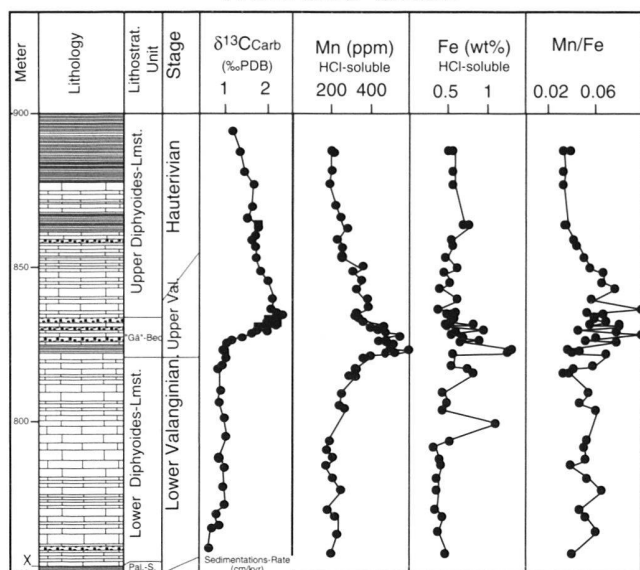 Meter
Lithology
Lithostrat.
Unit
Stage
δ13CCarb
(‰PDB)
1 2
Mn (ppm)
HCl-soluble
200 400
Fe (wt%)
HCl-soluble
0.5 1
Mn/Fe
0.02 0.06
900
850
800
X
Upper Diphyoides-Lmst.
"Gä"-Bed
Lower Diphyoides-Lmst.
Pal.-S.
Hauterivian
Upper Val.
Lower Valanginian.
Sedimentations-Rate
(cm/kyr)